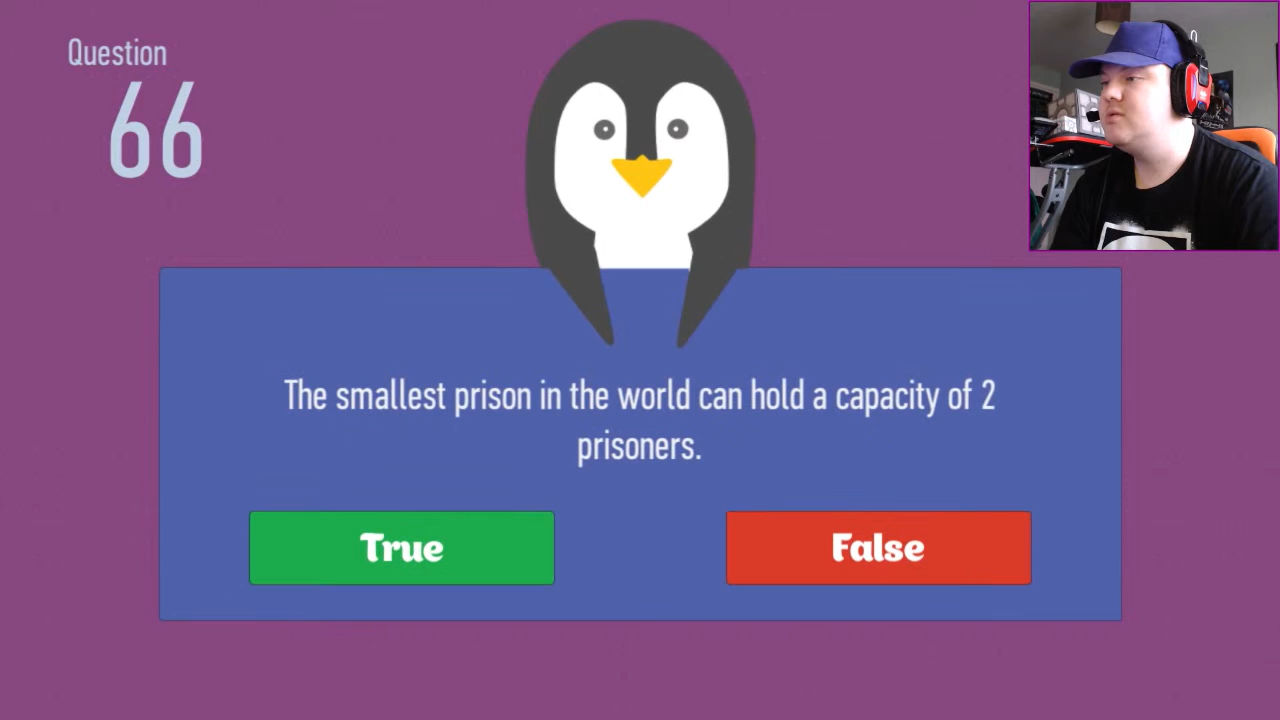 Question
66
The smallest prison in the world can hold a capacity of 2
prisoners.
True
False